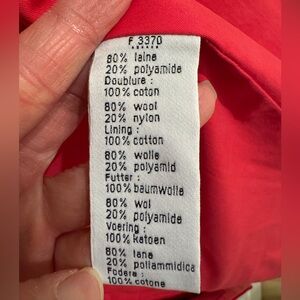 F 3370
80% laine
20% polyamide
Doublure :
100% coton
80% wool
20% nylon
Lining :
100% cotton
80% wolle
20% polyamid
Futter :
100% baumwolle
80% wol
20% polyamide
Voering :
100% katoen
80% lana
20% poliammidica
Fodera :
100% cotone